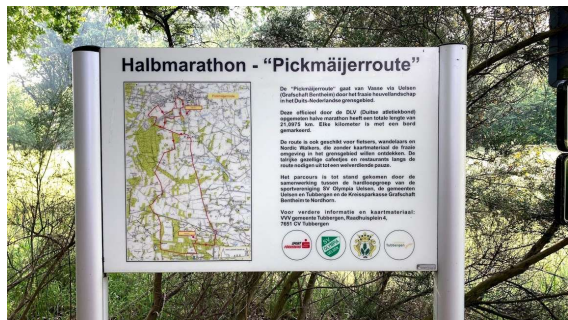 Halbmarathon - “Pickmäijerroute”
De "Pickmäijerroute" gaat van Vasse via Uelsen
(Grafschaft Bentheim) door het fraaie heuvellandschap
in het Duits-Nederlandse grensgebied.
Deze officieel door de DLV (Duitse atletiekbond)
opgemeten halve marathon heeft een totale lengte van
21,0975 km. Elke kilometer is met een bord
gemarkeerd.
De route is ook geschikt voor fietsers, wandelaars en
Nordic Walkers, die zonder kaartmateriaal de fraaie
omgeving in het grensgebied willen ontdekken. De
talrijke gezellige cafeetjes en restaurants langs de
route nodigen uit tot een welverdiende pauze.
Het parcours is tot stand gekomen door de
samenwerking tussen de hardloopgroep van de
sportvereniging SV Olympia Uelsen, de gemeenten
Uelsen en Tubbergen en de Kreissparkasse Grafschaft
Bentheim te Nordhorn.
Voor verdere informatie en kaartmateriaal:
VVV gemeente Tubbergen, Raadhuisplein 4,
7651 CV Tubbergen
Tubbergen